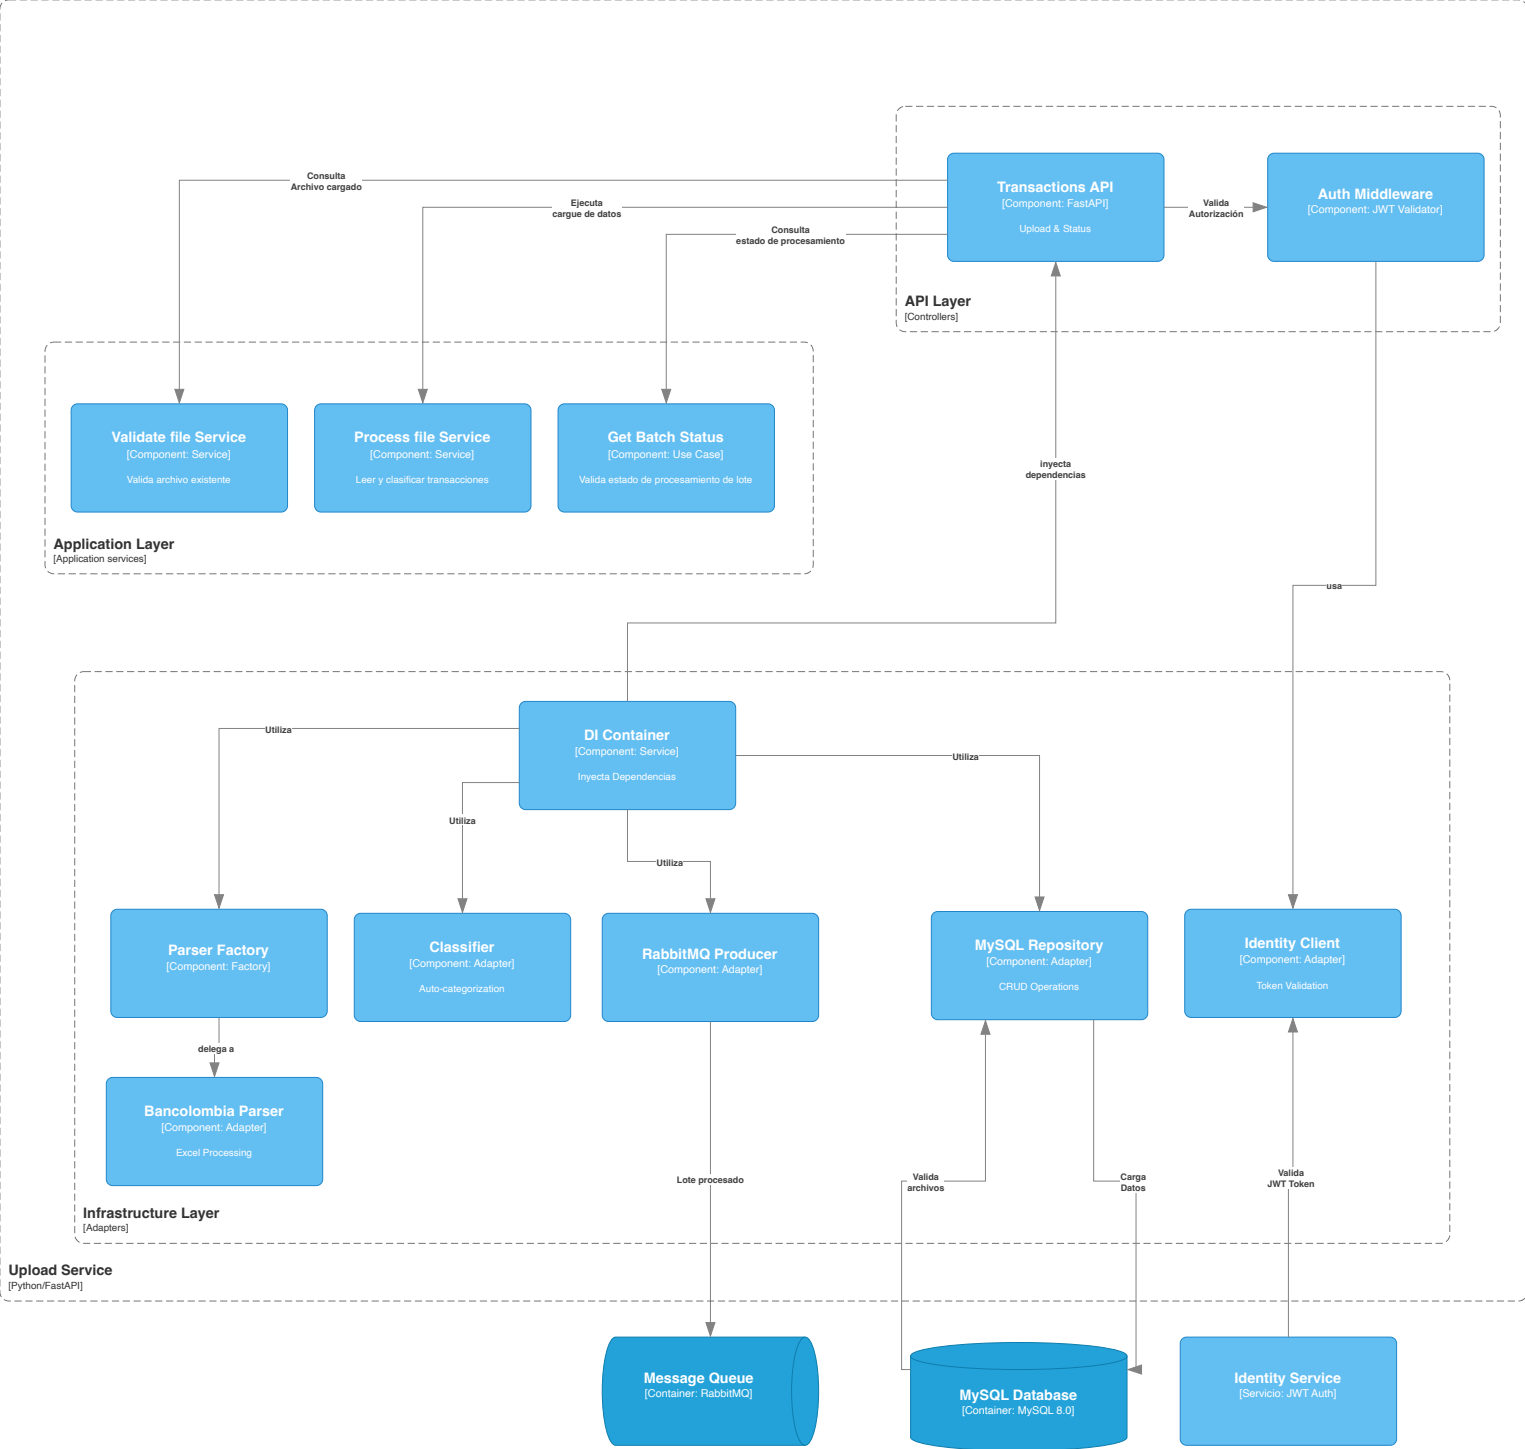 Consulta
Archivo cargado
Ejecuta
cargue de datos
Consulta
estado de procesamiento
Transactions API
[Component: FastAPI]
Upload & Status
Valida
Autorización
Auth Middleware
[Component: JWT Validator]
API Layer
[Controllers]
Validate file Service
[Component: Service]
Valida archivo existente
Process file Service
[Component: Service]
Leer y clasificar transacciones
Get Batch Status
[Component: Use Case]
Valida estado de procesamiento de lote
Application Layer
[Application services]
inyecta
dependencias
usa
DI Container
[Component: Service]
Inyecta Dependencias
Utiliza
Utiliza
Utiliza
Utiliza
Parser Factory
[Component: Factory]
Classifier
[Component: Adapter]
Auto-categorization
RabbitMQ Producer
[Component: Adapter]
MySQL Repository
[Component: Adapter]
CRUD Operations
Identity Client
[Component: Adapter]
Token Validation
delega a
Bancolombia Parser
[Component: Adapter]
Excel Processing
Lote procesado
Valida
archivos
Carga
Datos
Valida
JWT Token
Infrastructure Layer
[Adapters]
Upload Service
[Python/FastAPI]
Message Queue
[Container: RabbitMQ]
MySQL Database
[Container: MySQL 8.0]
Identity Service
[Servicio: JWT Auth]